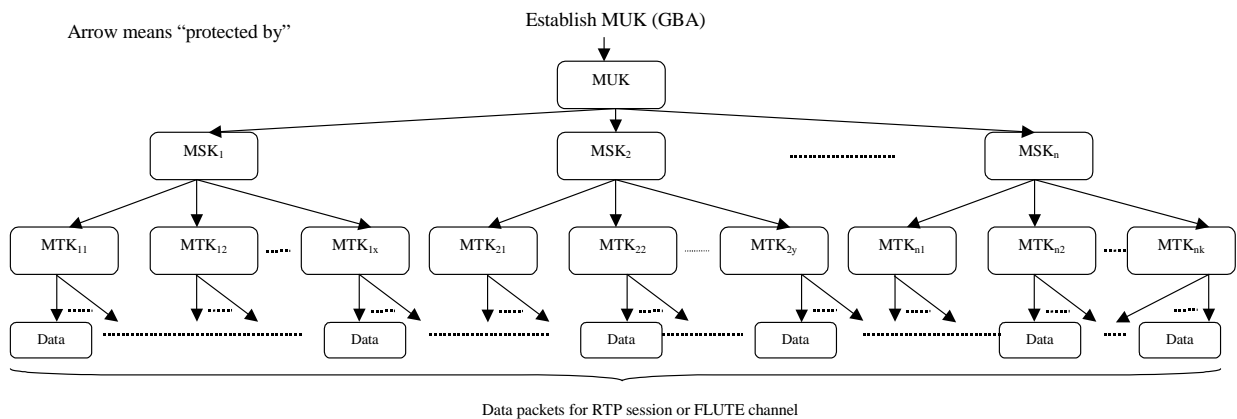 Establish MUK (GBA)
Arrow means “protected by”
MUK
MSK₁ MSK₂ MSKₙ
MTK₁₁ MTK₁₂ MTK₁ₓ MTK₂₁ MTK₂₂ MTK₂ᵧ MTKₙ₁ MTKₙ₂ MTKₙₖ
Data Data Data Data Data Data
Data packets for RTP session or FLUTE channel